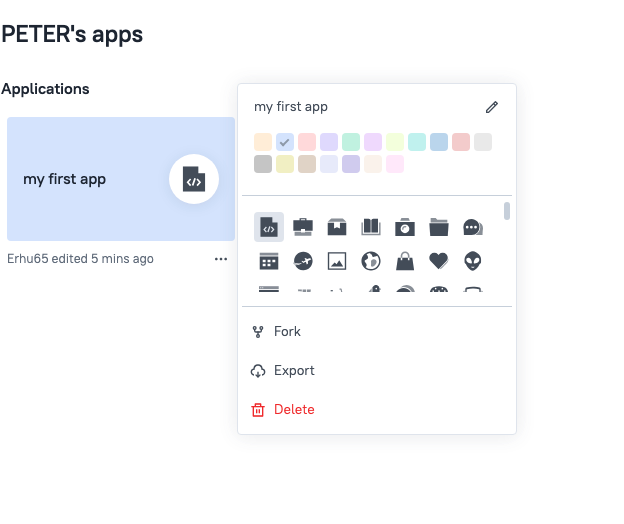 PETER's apps
Applications
my first app
Erhu65 edited 5 mins ago
my first app
Fork
Export
Delete